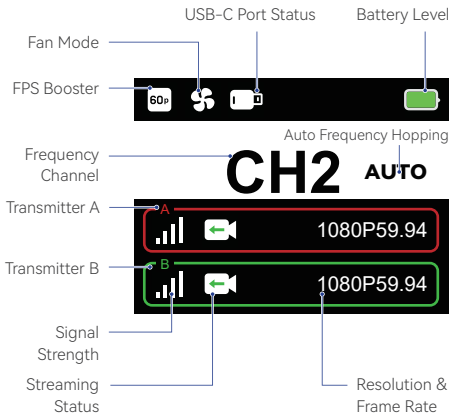 USB-C Port Status
Battery Level
Fan Mode
FPS Booster
60P
Auto Frequency Hopping
Frequency
Channel
CH2
AUTO
Transmitter A
A
1080P59.94
Transmitter B
B
1080P59.94
Signal
Strength
Streaming
Status
Resolution &
Frame Rate